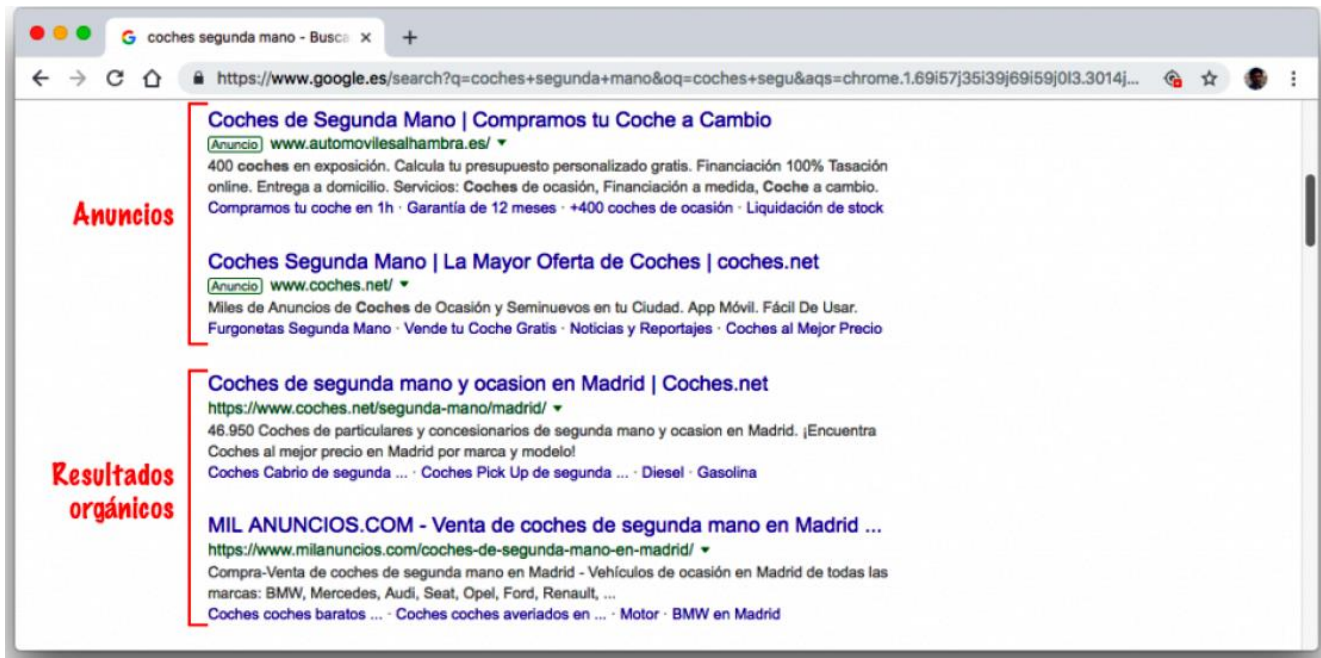 coches segunda mano - Busca
https://www.google.es/search?q=coches+segunda+mano&oq=coches+segu&aqs=chrome.1.69i57j35i39j69i59j0l3.3014j...
Coches de Segunda Mano | Compramos tu Coche a Cambio
Anuncio www.automovilesalhambra.es/
400 coches en exposición. Calcula tu presupuesto personalizado gratis. Financiación 100% Tasación
online. Entrega a domicilio. Servicios: Coches de ocasión, Financiación a medida, Coche a cambio.
Compramos tu coche en 1h · Garantía de 12 meses · +400 coches de ocasión · Liquidación de stock
Anuncios
Coches Segunda Mano | La Mayor Oferta de Coches | coches.net
Anuncio www.coches.net/
Miles de Anuncios de Coches de Ocasión y Seminuevos en tu Ciudad. App Móvil. Fácil De Usar.
Furgonetas Segunda Mano · Vende tu Coche Gratis · Noticias y Reportajes · Coches al Mejor Precio
Coches de segunda mano y ocasion en Madrid | Coches.net
https://www.coches.net/segunda-mano/madrid/
46.950 Coches de particulares y concesionarios de segunda mano y ocasion en Madrid. ¡Encuentra
Coches al mejor precio en Madrid por marca y modelo!
Coches Cabrio de segunda ... · Coches Pick Up de segunda ... · Diesel · Gasolina
Resultados
orgánicos
MIL ANUNCIOS.COM - Venta de coches de segunda mano en Madrid ...
https://www.milanuncios.com/coches-de-segunda-mano-en-madrid/
Compra-Venta de coches de segunda mano en Madrid - Vehículos de ocasión en Madrid de todas las
marcas: BMW, Mercedes, Audi, Seat, Opel, Ford, Renault, ...
Coches coches baratos ... · Coches coches averiados en ... · Motor · BMW en Madrid